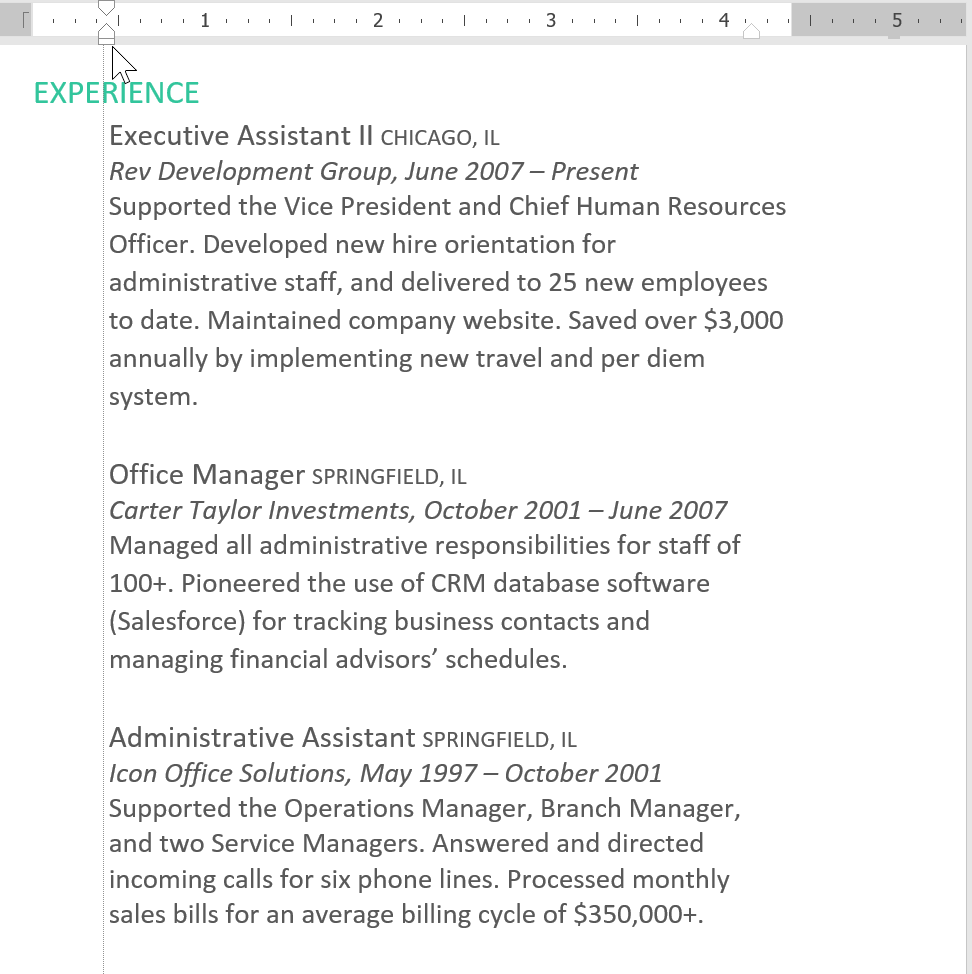 1 2 3 4 5
EXPERIENCE
Executive Assistant II CHICAGO, IL
Rev Development Group, June 2007 – Present
Supported the Vice President and Chief Human Resources
Officer. Developed new hire orientation for
administrative staff, and delivered to 25 new employees
to date. Maintained company website. Saved over $3,000
annually by implementing new travel and per diem
system.
Office Manager SPRINGFIELD, IL
Carter Taylor Investments, October 2001 – June 2007
Managed all administrative responsibilities for staff of
100+. Pioneered the use of CRM database software
(Salesforce) for tracking business contacts and
managing financial advisors’ schedules.
Administrative Assistant SPRINGFIELD, IL
Icon Office Solutions, May 1997 – October 2001
Supported the Operations Manager, Branch Manager,
and two Service Managers. Answered and directed
incoming calls for six phone lines. Processed monthly
sales bills for an average billing cycle of $350,000+.